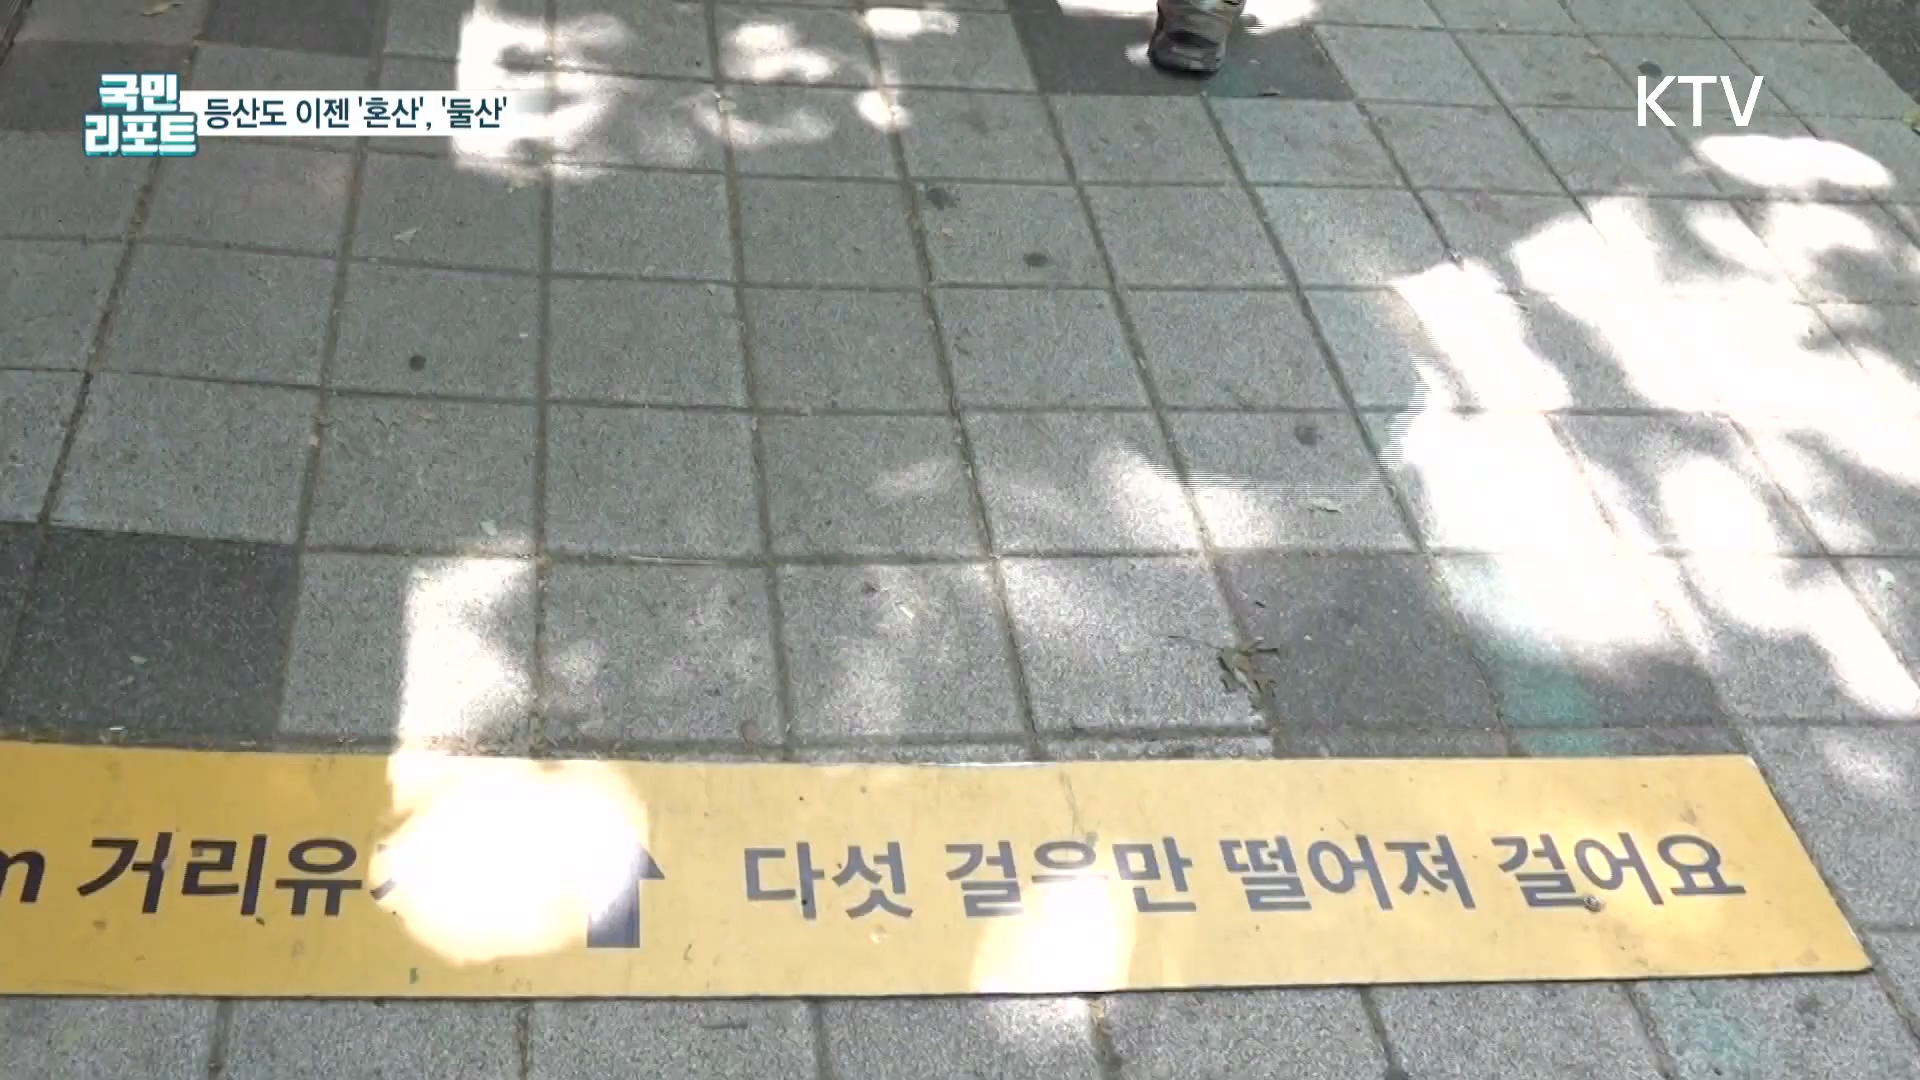 국민
리포트
등산도 이젠 '혼산', '둘산'
KTV
m 거리유
다섯 걸음만 떨어져 걸어요